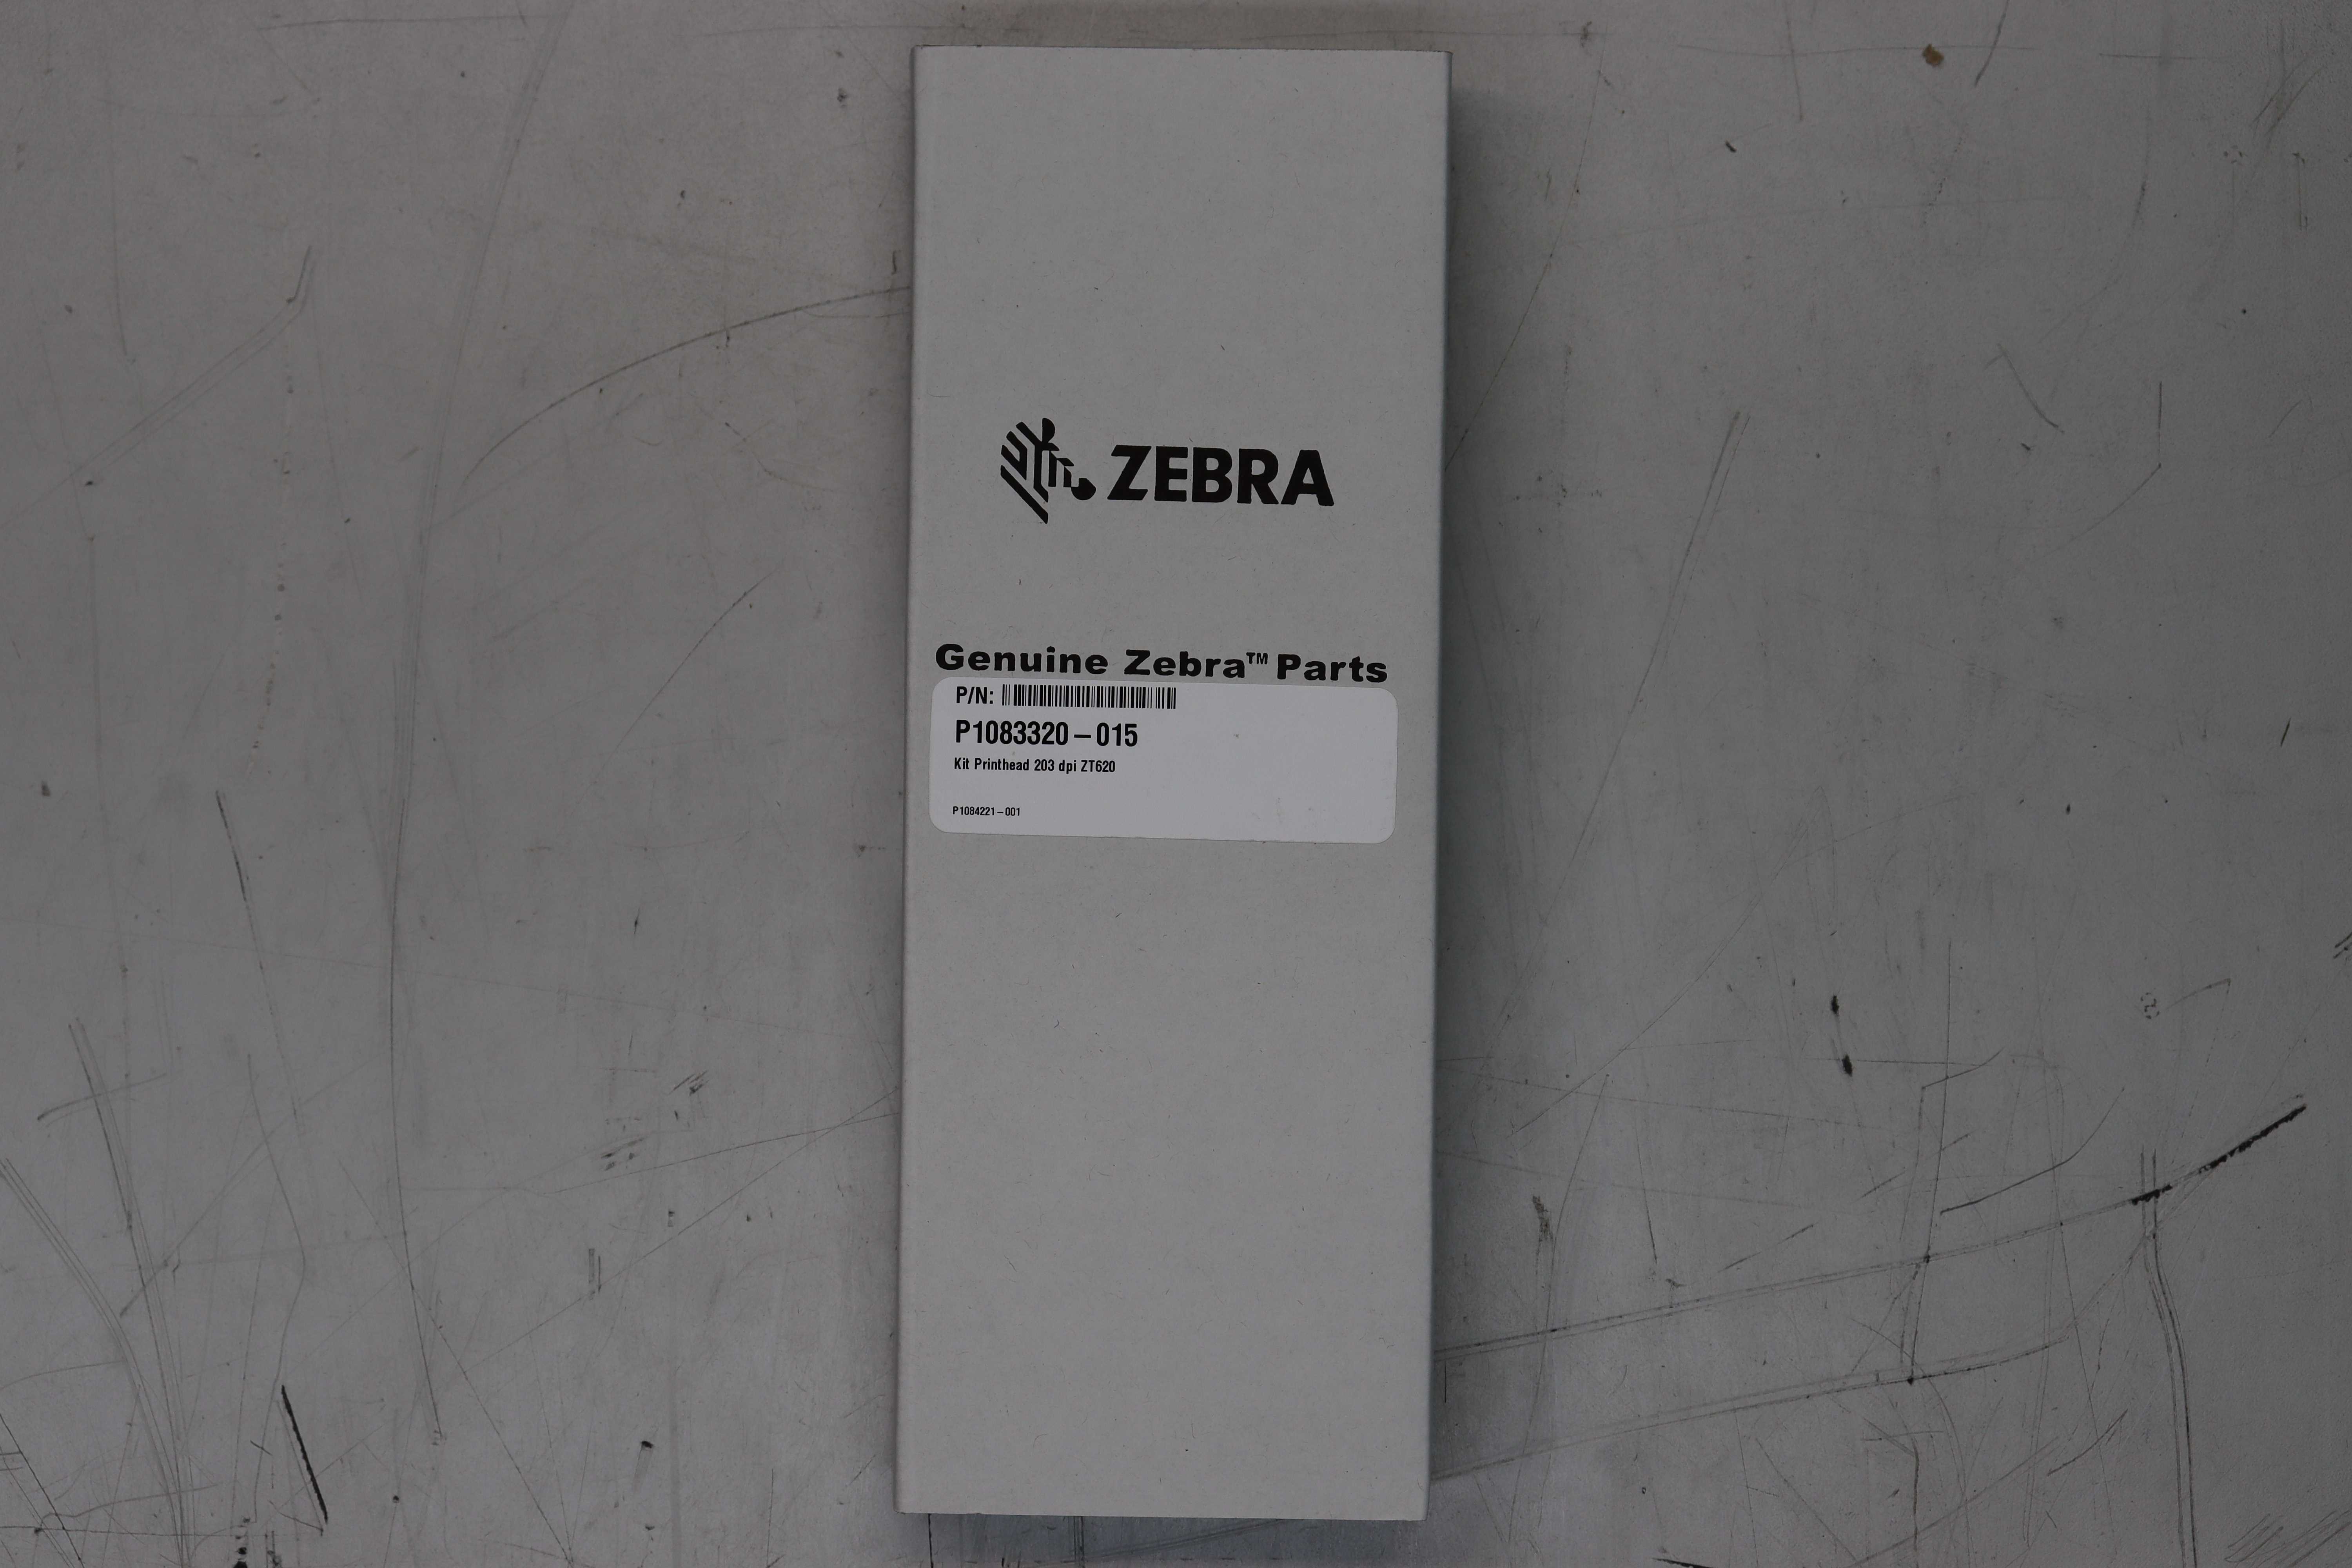 ZEBRA
Genuine Zebra™ Parts
P/N:
P1083320-015
Kit Printhead 203 dpi ZT620
P1084221-001